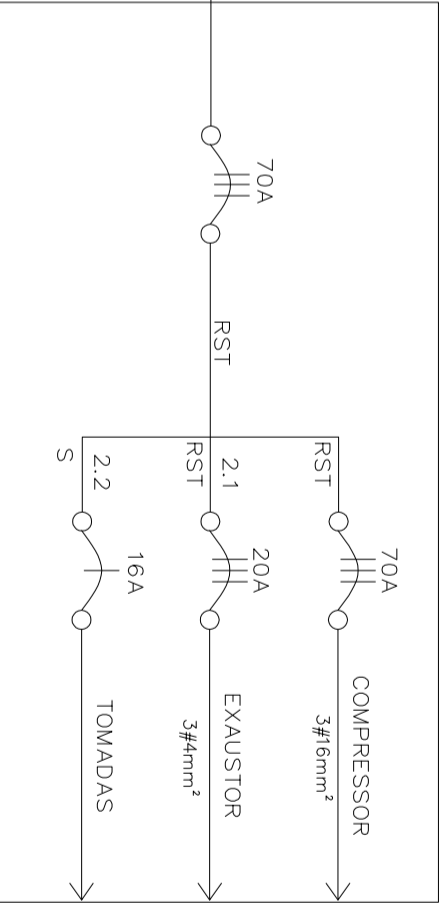 70A
RST
RST
70A
COMPRESSOR
3#16mm²
2.1
RST
20A
EXAUSTOR
3#4mm²
2.2
S
16A
TOMADAS